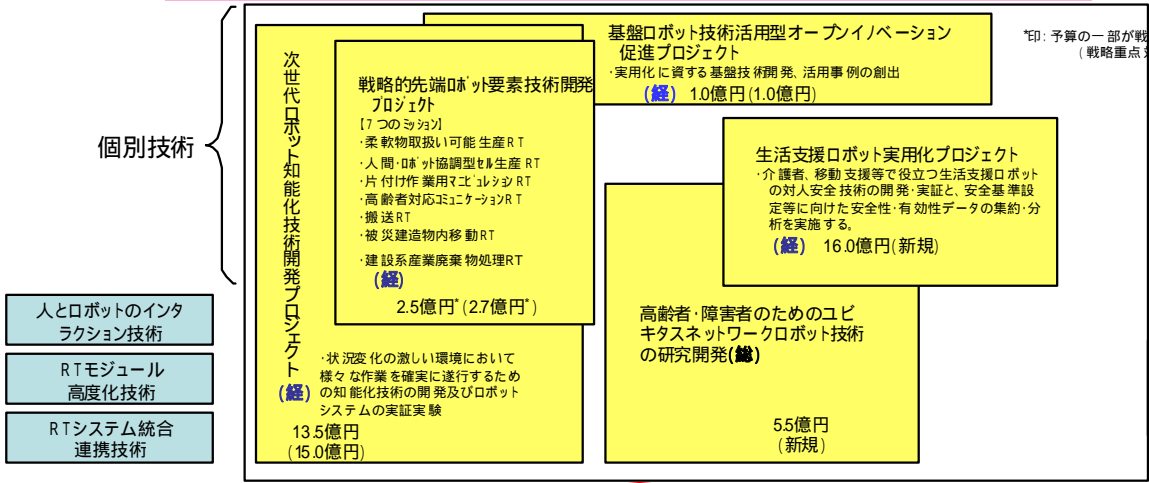 個別技術
人とロボットのインタ
ラクション技術
RTモジュール
高度化技術
RTシステム統合
連携技術
次世代ロボット知能化技術開発プロジェクト
(経)
・状況変化の激しい環境において
様々な作業を確実に遂行するため
の知能化技術の開発及びロボット
システムの実証実験
13.5億円
(15.0億円)
戦略的先端ロボット要素技術開発
プロジェクト
【7つのミッション】
・柔軟物取扱い可能生産RT
・人間・ロボット協調型セル生産RT
・片付け作業用マニピュレションRT
・高齢者対応コミュニケーションRT
・搬送RT
・被災建造物内移動RT
・建設系産業廃棄物処理RT
(経)
2.5億円* (2.7億円*)
基盤ロボット技術活用型オープンイノベーション
促進プロジェクト
・実用化に資する基盤技術開発、活用事例の創出
(経) 1.0億円(1.0億円)
*印: 予算の一部が戦
(戦略重点
生活支援ロボット実用化プロジェクト
・介護者、移動支援等で役立つ生活支援ロボット
の対人安全技術の開発・実証と、安全基準設
定等に向けた安全性・有効性データの集約・分
析を実施する。
(経) 16.0億円(新規)
高齢者・障害者のためのユビ
キタスネットワークロボット技術
の研究開発(総)
5.5億円
(新規)